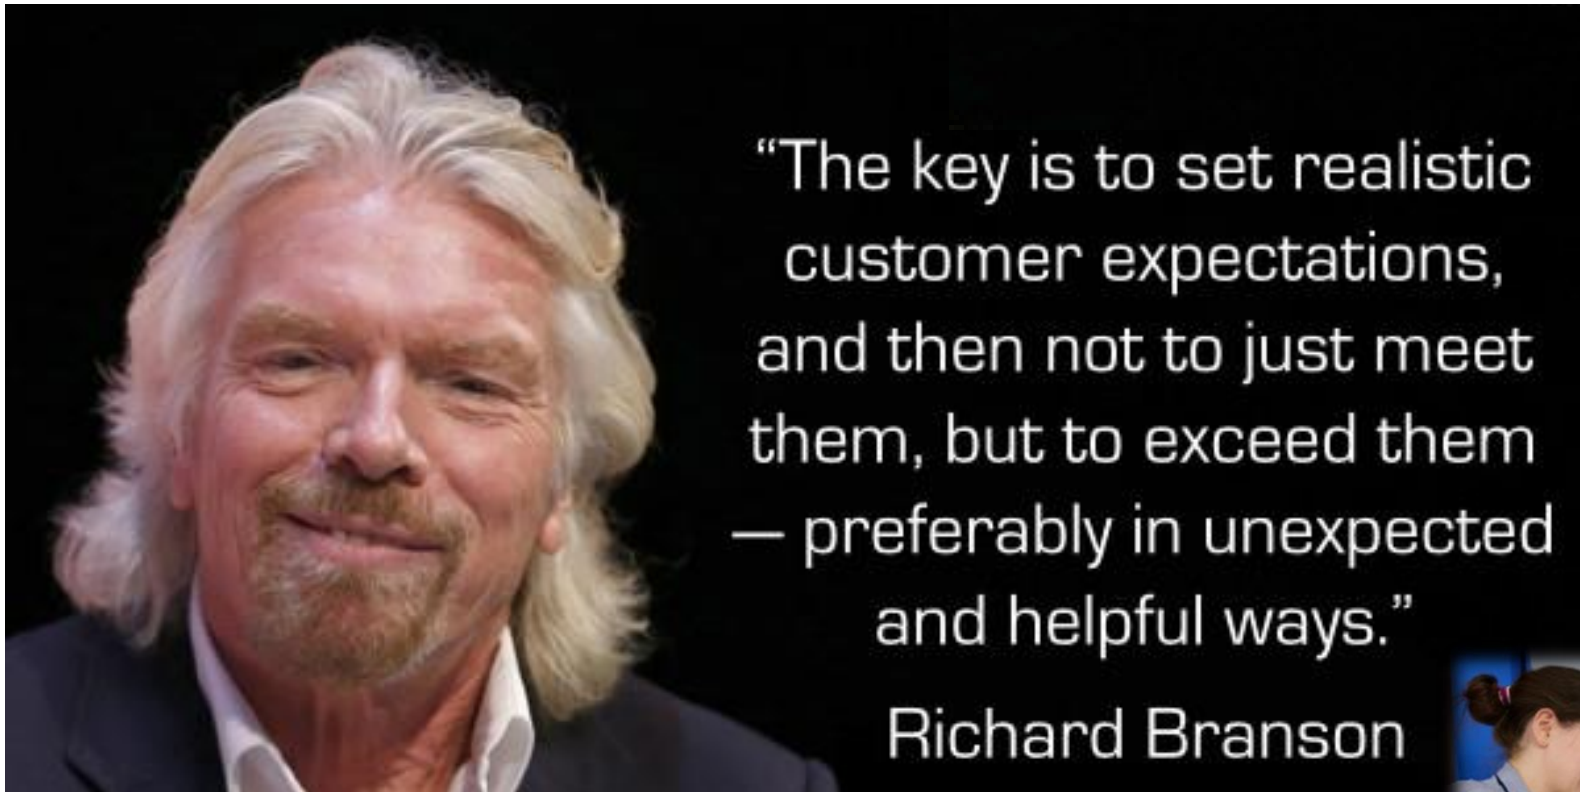 “The key is to set realistic
customer expectations,
and then not to just meet
them, but to exceed them
— preferably in unexpected
and helpful ways.”
Richard Branson